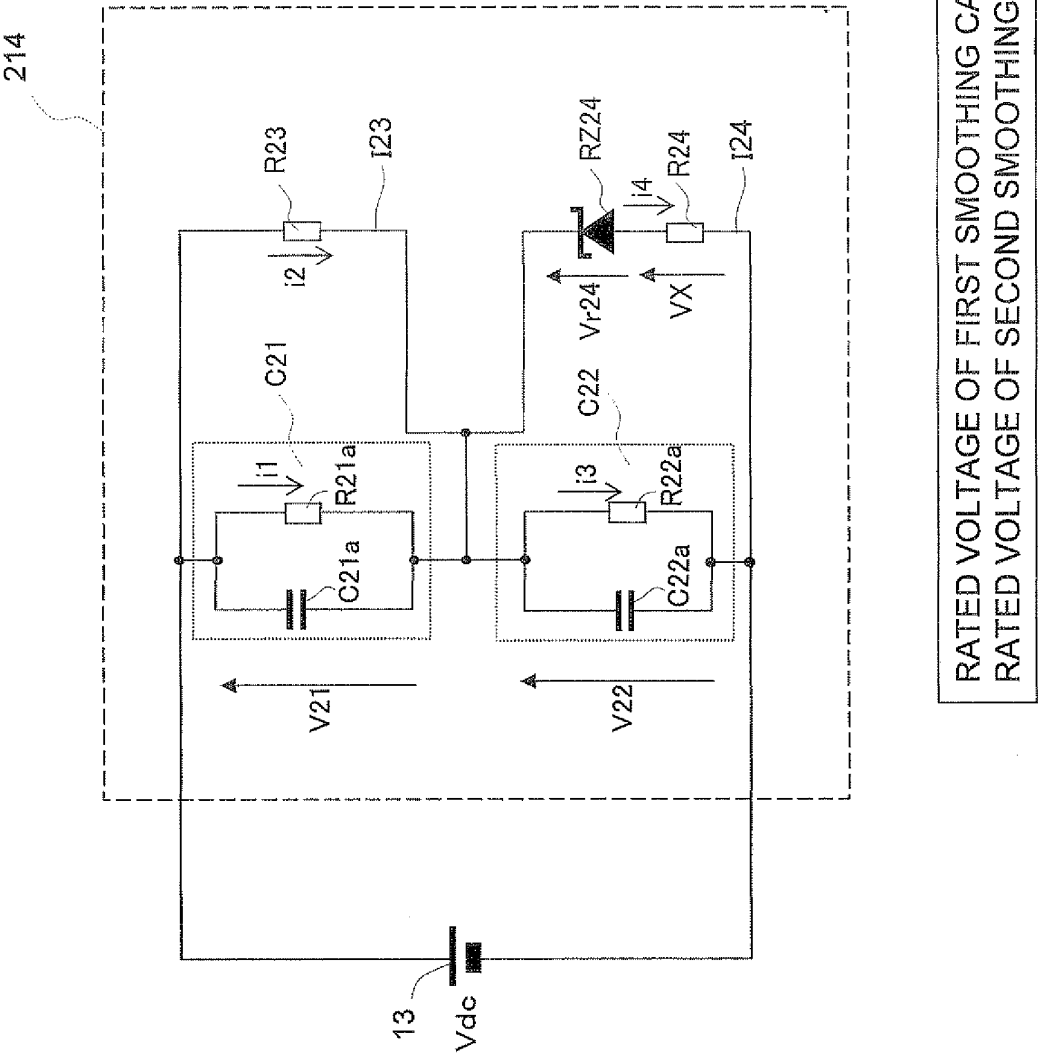 214
R23
I23
i2
RZ24
i4
R24
I24
Vr24
VX
C21
C22
i1
R21a
C21a
i3
R22a
C22a
V21
V22
13
Vdc
RATED VOLTAGE OF FIRST SMOOTHING CA
RATED VOLTAGE OF SECOND SMOOTHING